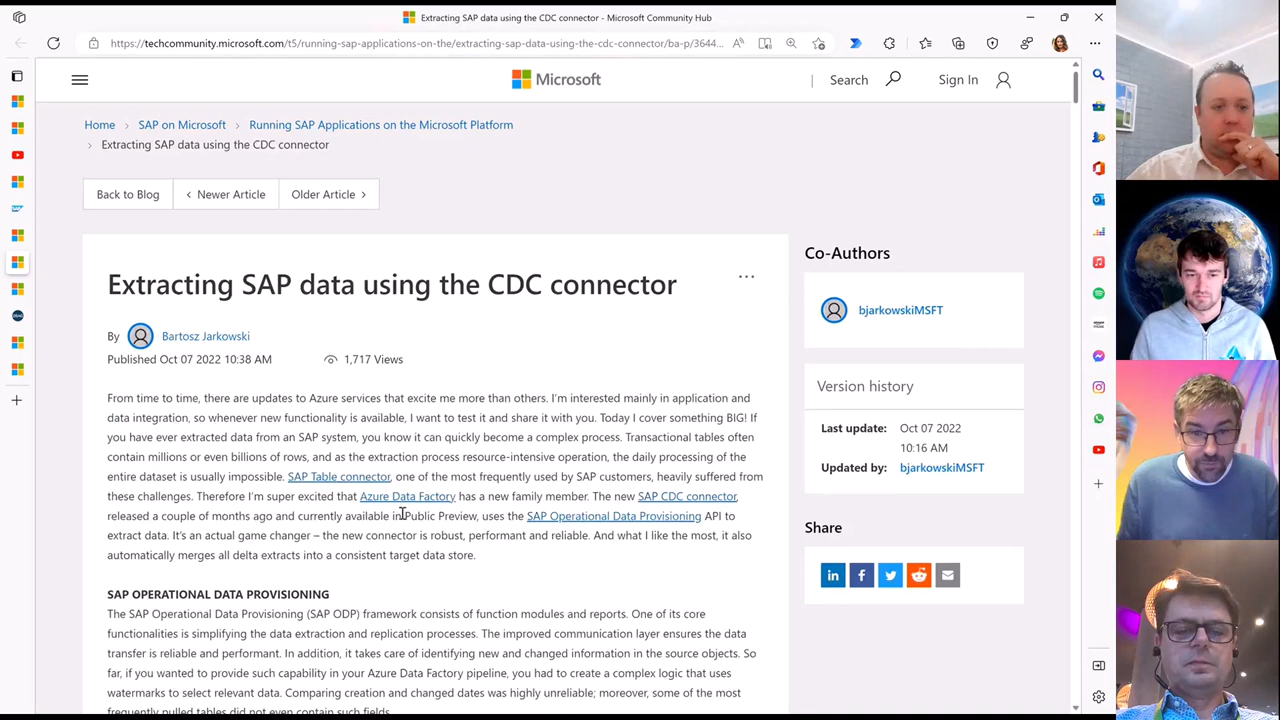 Extracting SAP data using the CDC connector - Microsoft Community Hub
https://techcommunity.microsoft.com/t5/running-sap-applications-on-the/extracting-sap-data-using-the-cdc-connector/ba-p/3644...
Microsoft
Search
Sign In
Home > SAP on Microsoft > Running SAP Applications on the Microsoft Platform
> Extracting SAP data using the CDC connector
Back to Blog
< Newer Article
Older Article >
Extracting SAP data using the CDC connector
By Bartosz Jarkowski
Published Oct 07 2022 10:38 AM
1,717 Views
From time to time, there are updates to Azure services that excite me more than others. I'm interested mainly in application and
data integration, so whenever new functionality is available, I want to test it and share it with you. Today I cover something BIG! If
you have ever extracted data from an SAP system, you know it can quickly become a complex process. Transactional tables often
contain millions or even billions of rows, and as the extraction process resource-intensive operation, the daily processing of the
entire dataset is usually impossible. SAP Table connector, one of the most frequently used by SAP customers, heavily suffered from
these challenges. Therefore I'm super excited that Azure Data Factory has a new family member. The new SAP CDC connector,
released a couple of months ago and currently available in Public Preview, uses the SAP Operational Data Provisioning API to
extract data. It's an actual game changer – the new connector is robust, performant and reliable. And what I like the most, it also
automatically merges all delta extracts into a consistent target data store.
SAP OPERATIONAL DATA PROVISIONING
The SAP Operational Data Provisioning (SAP ODP) framework consists of function modules and reports. One of its core
functionalities is simplifying the data extraction and replication processes. The improved communication layer ensures the data
transfer is reliable and performant. In addition, it takes care of identifying new and changed information in the source objects. So
far, if you wanted to provide such capability in your Azure Data Factory pipeline, you had to create a complex logic that uses
watermarks to select relevant data. Comparing creation and changed dates was highly unreliable; moreover, some of the most
frequently pulled tables did not even contain such fields.
Co-Authors
bjarkowskiMSFT
Version history
Last update: Oct 07 2022
10:16 AM
Updated by: bjarkowskiMSFT
Share